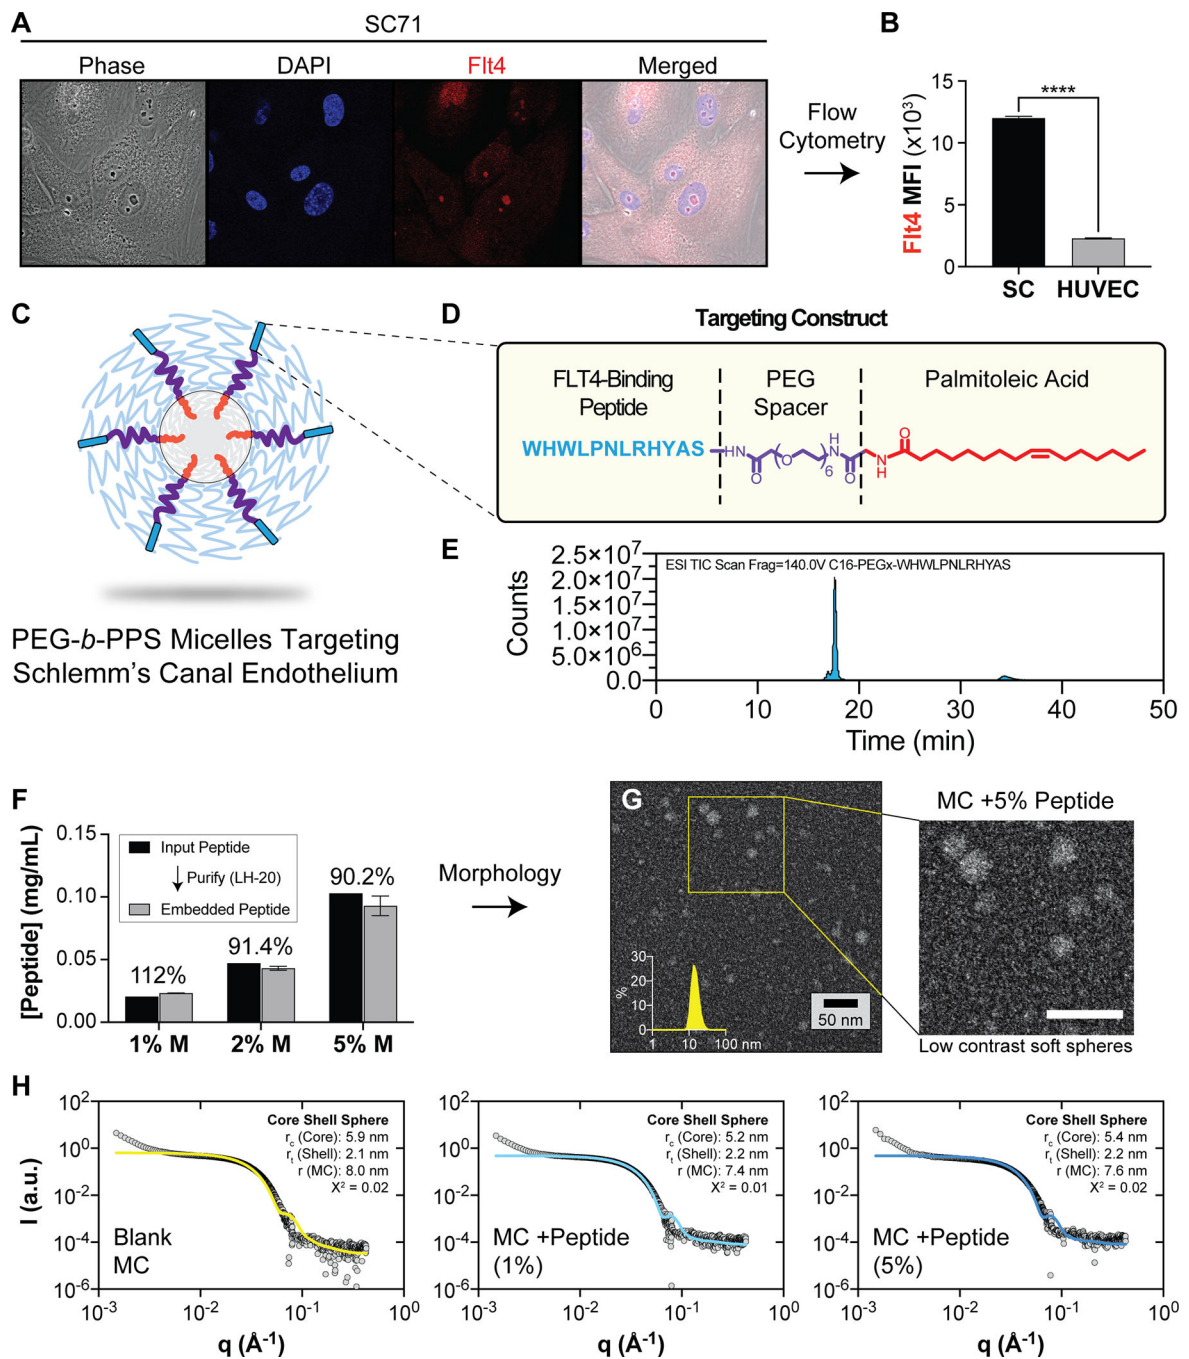 A
SC71
Phase
DAPI
Flt4
Merged
Flow
Cytometry
B
Flt4 MFI (x10³)
15
10
5
0
****
SC
HUVEC
C
PEG-b-PPS Micelles Targeting
Schlemm's Canal Endothelium
D
Targeting Construct
FLT4-Binding
Peptide
PEG
Spacer
Palmitoleic Acid
WHWLPNLRHYAS
HN
O
O
6
H
N
O
N
H
O
E
ESI TIC Scan Frag=140.0V C16-PEGx-WHWLPNLRHYAS
Counts
2.5×10⁷
2.0×10⁷
1.5×10⁷
1.0×10⁷
5.0×10⁶
0.0
0
10
20
30
40
50
Time (min)
F
[Peptide] (mg/mL)
0.15
0.10
0.05
0.00
Input Peptide
Purify (LH-20)
Embedded Peptide
112%
91.4%
90.2%
1% M
2% M
5% M
Morphology
G
%
30
20
10
0
1
10
100 nm
50 nm
MC +5% Peptide
Low contrast soft spheres
H
I (a.u.)
10²
10⁰
10⁻²
10⁻⁴
10⁻⁶
Core Shell Sphere
r_c (Core): 5.9 nm
r_t (Shell): 2.1 nm
r (MC): 8.0 nm
X² = 0.02
Blank
MC
10⁻³
10⁻²
10⁻¹
10⁰
q (Å⁻¹)
10²
10⁰
10⁻²
10⁻⁴
10⁻⁶
Core Shell Sphere
r_c (Core): 5.2 nm
r_t (Shell): 2.2 nm
r (MC): 7.4 nm
X² = 0.01
MC +Peptide
(1%)
10⁻³
10⁻²
10⁻¹
10⁰
q (Å⁻¹)
10²
10⁰
10⁻²
10⁻⁴
10⁻⁶
Core Shell Sphere
r_c (Core): 5.4 nm
r_t (Shell): 2.2 nm
r (MC): 7.6 nm
X² = 0.02
MC +Peptide
(5%)
10⁻³
10⁻²
10⁻¹
10⁰
q (Å⁻¹)